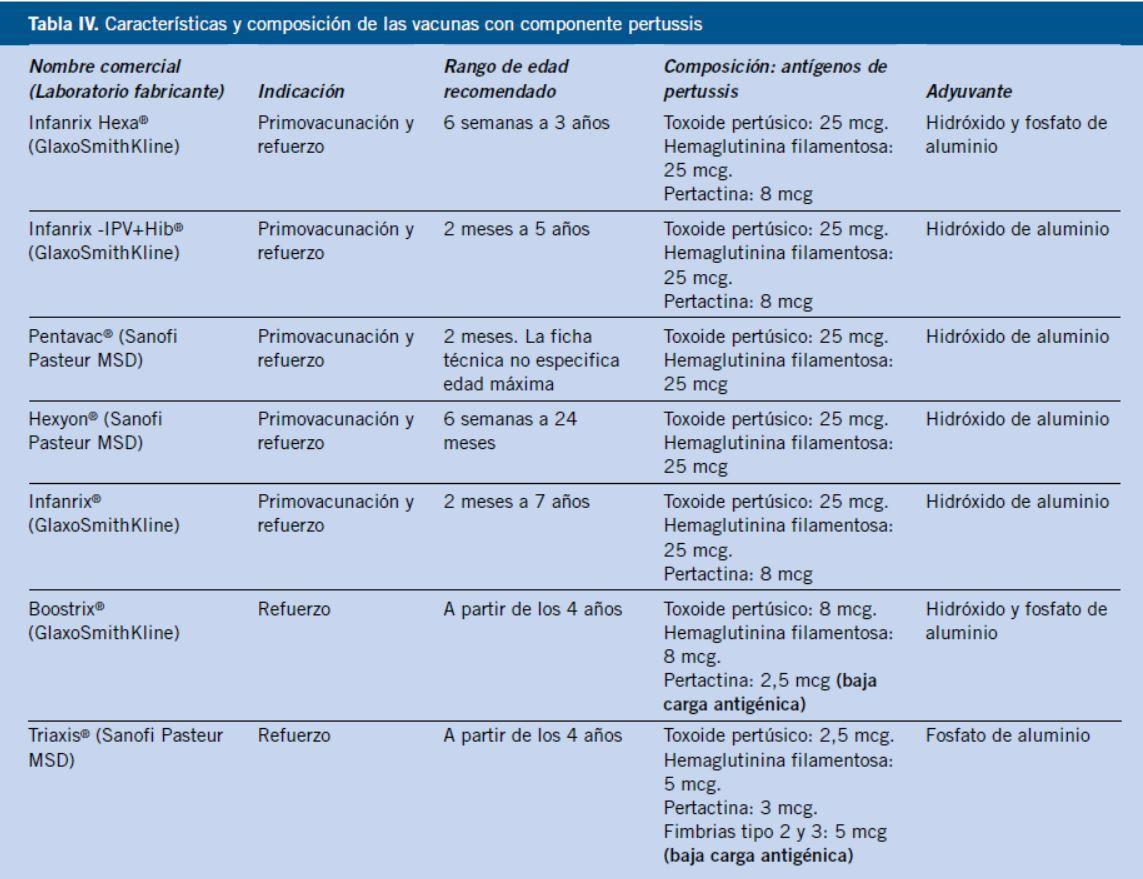 Tabla IV. Características y composición de las vacunas con componente pertussis
Nombre comercial
(Laboratorio fabricante)
Indicación
Rango de edad
recomendado
Composición: antígenos de
pertussis
Adyuvante
Infanrix Hexa®
(GlaxoSmithKline)
Primovacunación y
refuerzo
6 semanas a 3 años
Toxoide pertúsico: 25 mcg.
Hemaglutinina filamentosa:
25 mcg.
Pertactina: 8 mcg
Hidróxido y fosfato de
aluminio
Infanrix -IPV+Hib®
(GlaxoSmithKline)
Primovacunación y
refuerzo
2 meses a 5 años
Toxoide pertúsico: 25 mcg.
Hemaglutinina filamentosa:
25 mcg.
Pertactina: 8 mcg
Hidróxido de aluminio
Pentavac® (Sanofi
Pasteur MSD)
Primovacunación y
refuerzo
2 meses. La ficha
técnica no especifica
edad máxima
Toxoide pertúsico: 25 mcg.
Hemaglutinina filamentosa:
25 mcg
Hidróxido de aluminio
Hexyon® (Sanofi
Pasteur MSD)
Primovacunación y
refuerzo
6 semanas a 24
meses
Toxoide pertúsico: 25 mcg.
Hemaglutinina filamentosa:
25 mcg
Hidróxido de aluminio
Infanrix®
(GlaxoSmithKline)
Primovacunación y
refuerzo
2 meses a 7 años
Toxoide pertúsico: 25 mcg.
Hemaglutinina filamentosa:
25 mcg.
Pertactina: 8 mcg
Hidróxido de aluminio
Boostrix®
(GlaxoSmithKline)
Refuerzo
A partir de los 4 años
Toxoide pertúsico: 8 mcg.
Hemaglutinina filamentosa:
8 mcg.
Pertactina: 2,5 mcg (baja
carga antigénica)
Hidróxido y fosfato de
aluminio
Triaxis® (Sanofi Pasteur
MSD)
Refuerzo
A partir de los 4 años
Toxoide pertúsico: 2,5 mcg.
Hemaglutinina filamentosa:
5 mcg.
Pertactina: 3 mcg.
Fimbrias tipo 2 y 3: 5 mcg
(baja carga antigénica)
Fosfato de aluminio